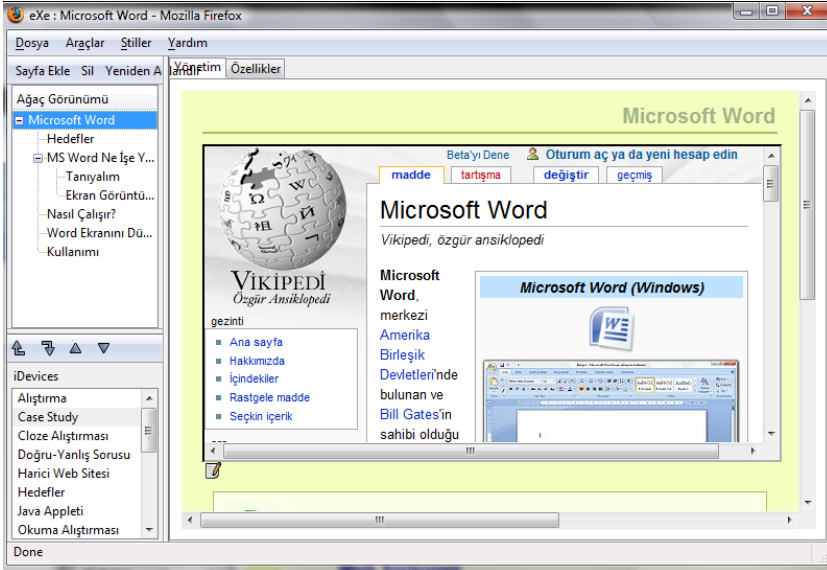 eXe : Microsoft Word - Mozilla Firefox
Dosya Araçlar Stiller Yardım
Sayfa Ekle Sil Yeniden Adlandır
Yönetim Özellikler
Ağaç Görünümü
Microsoft Word
Hedefler
MS Word Ne İşe Y...
Tanıyalım
Ekran Görüntü...
Nasıl Çalışır?
Word Ekranını Dü...
Kullanımı
iDevices
Alıştırma
Case Study
Cloze Alıştırması
Doğru-Yanlış Sorusu
Harici Web Sitesi
Hedefler
Java Appleti
Okuma Alıştırması
Microsoft Word
Beta'yı Dene Oturum aç ya da yeni hesap edin
madde tartışma değiştir geçmiş
VİKİPEDİ
Özgür Ansiklopedi
gezinti
Ana sayfa
Hakkımızda
İçindekiler
Rastgele madde
Seçkin içerik
Microsoft Word
Vikipedi, özgür ansiklopedi
Microsoft
Word,
merkezi
Amerika
Birleşik
Devletleri'nde
bulunan ve
Bill Gates'in
sahibi olduğu
Microsoft Word (Windows)
Done